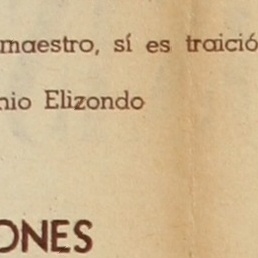 maestro, sí es traició
nio Elizondo
ONES